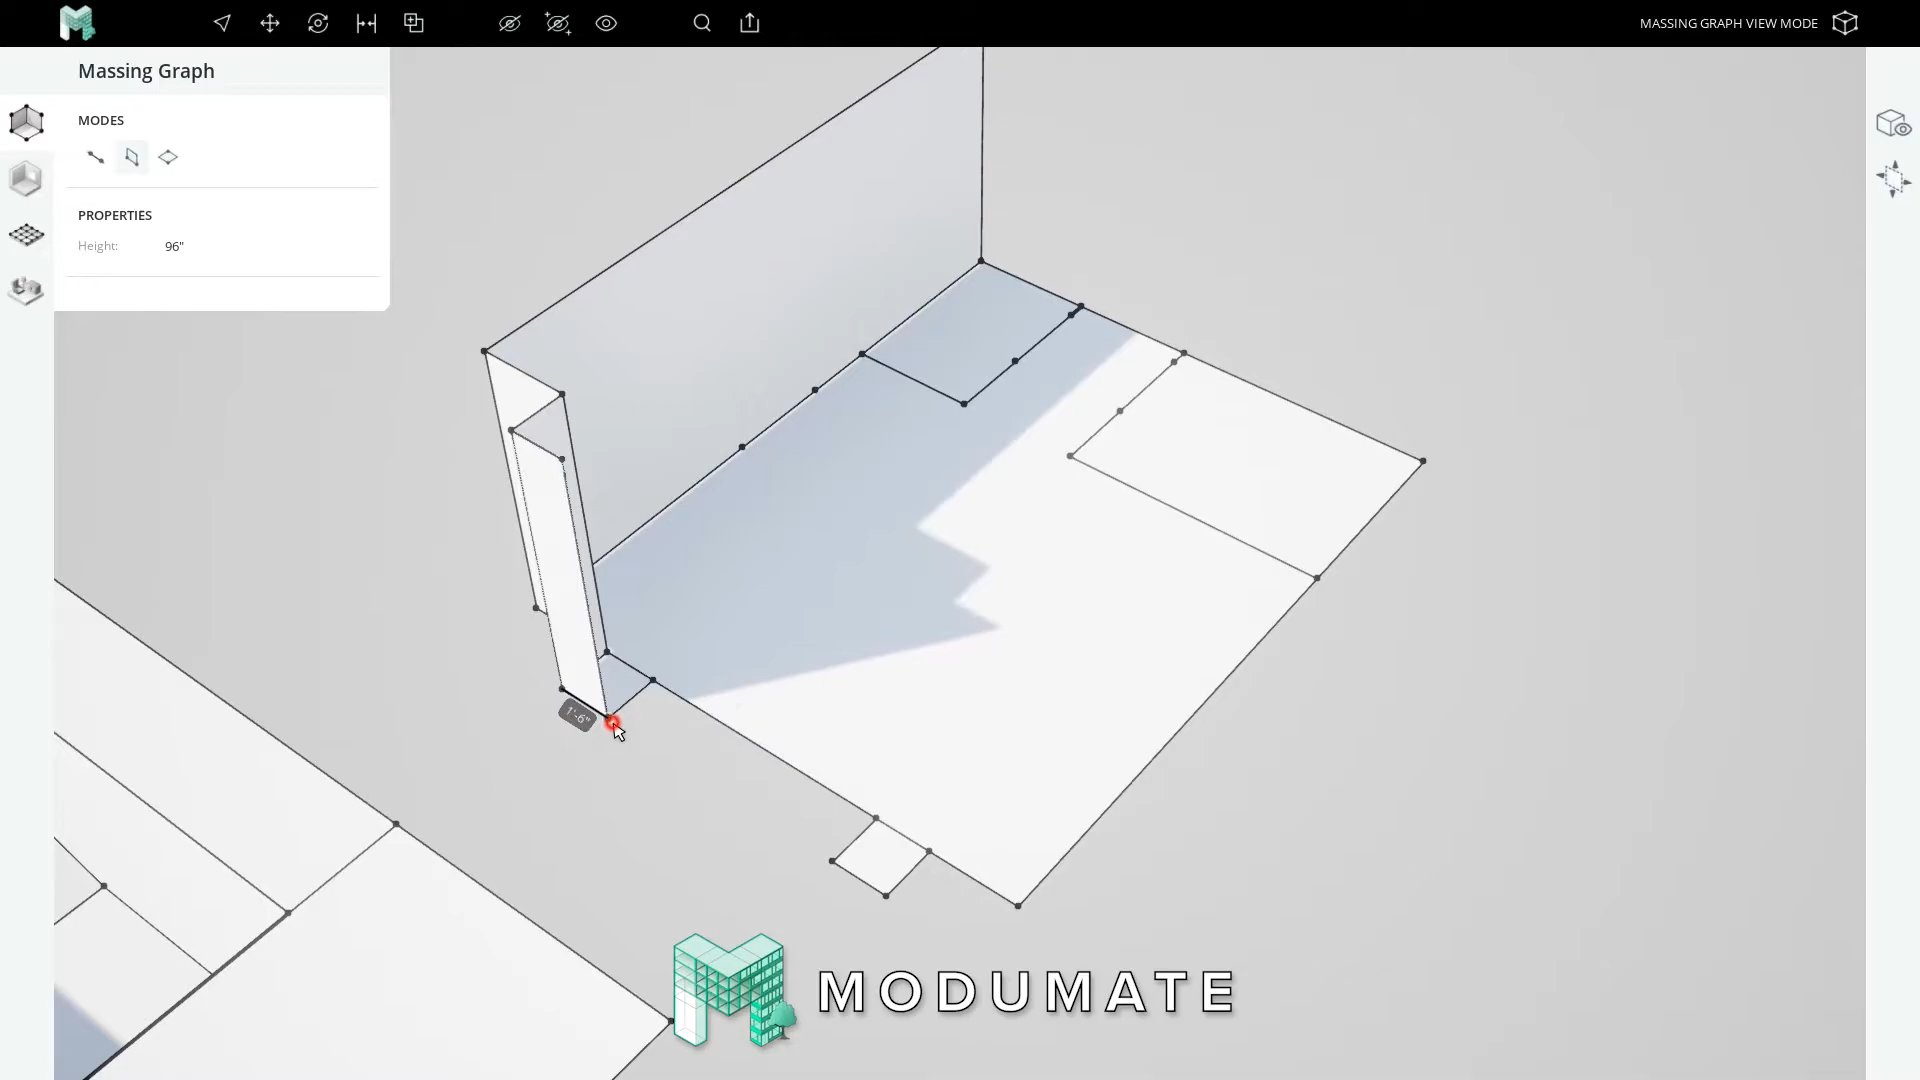 MASSING GRAPH VIEW MODE
Massing Graph
MODES
PROPERTIES
Height: 96"
1'-6"
MODUMATE